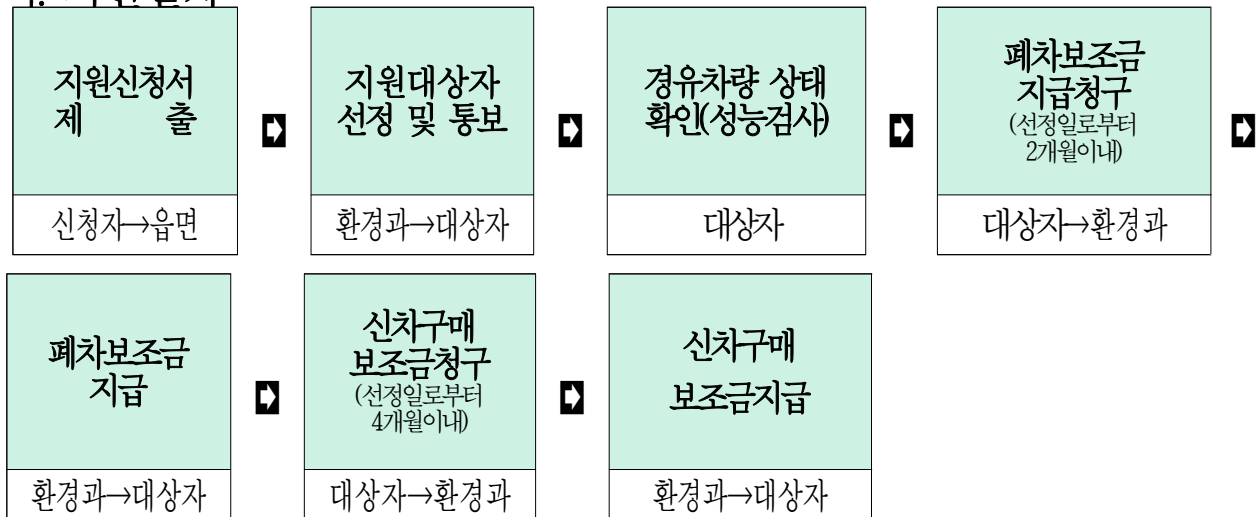 지원신청서
제 출
신청자→읍면
지원대상자
선정 및 통보
환경과→대상자
경유차량 상태
확인(성능검사)
대상자
폐차보조금
지급청구
(선정일로부터
2개월이내)
대상자→환경과
폐차보조금
지급
환경과→대상자
신차구매
보조금청구
(선정일로부터
4개월이내)
대상자→환경과
신차구매
보조금지급
환경과→대상자